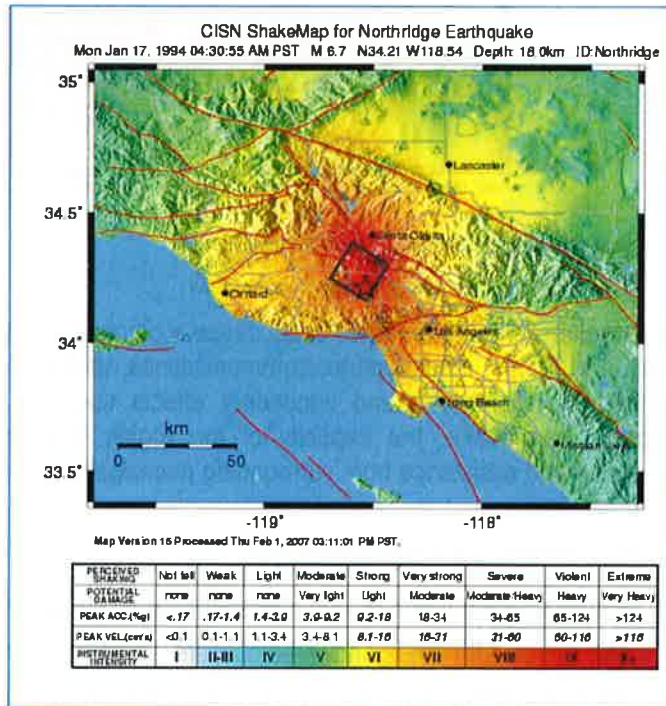 CISN ShakeMap for Northridge Earthquake
Mon Jan 17, 1994 04:30:55 AM PST M 6.7 N34.21 W118.54 Depth: 18.0km ID:Northridge
35°
Lancaster
34.5°
Santa Clarita
Oxnard
Los Angeles
34°
Long Beach
km
0 50
33.5°
-119° -118°
Map Version 16 Processed Thu Feb 1, 2007 03:11:01 PM PST.
PERCEIVED SHAKING Not felt Weak Light Moderate Strong Very strong Severe Violent Extreme
POTENTIAL DAMAGE none none none Very light Light Moderate Moderate/Heavy Heavy Very Heavy
PEAK ACC.(%g) <.17 .17-1.4 1.4-3.9 3.9-9.2 9.2-18 18-34 34-65 65-124 >124
PEAK VEL.(cm/s) <0.1 0.1-1.1 1.1-3.4 3.4-8.1 8.1-16 16-31 31-60 60-116 >116
INSTRUMENTAL INTENSITY I II-III IV V VI VII VIII IX X+